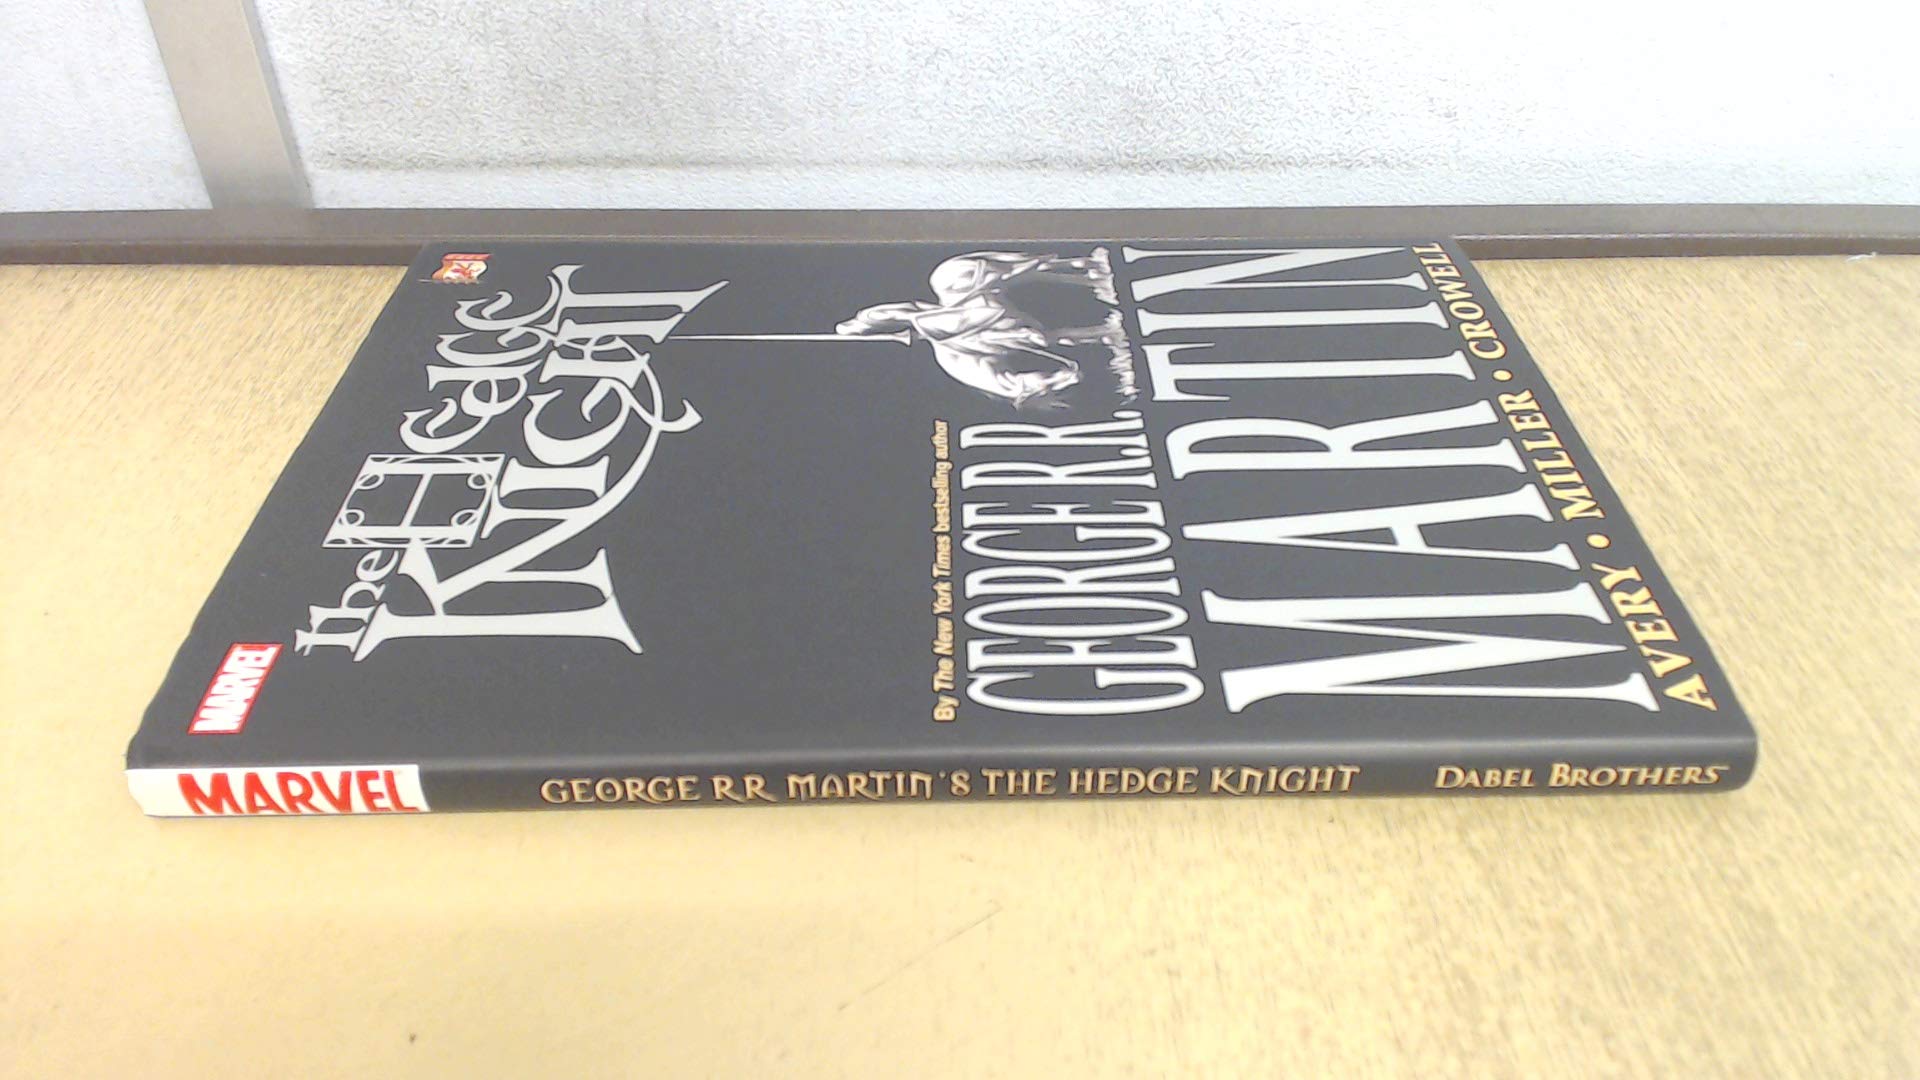 MARVEL
the Hedge
KNIGHT
By The New York Times bestselling author
GEORGE R.R.
MARTIN
AVERY • MILLER • CROWELL
MARVEL
GEORGE R.R. MARTIN'S THE HEDGE KNIGHT
DABEL BROTHERS